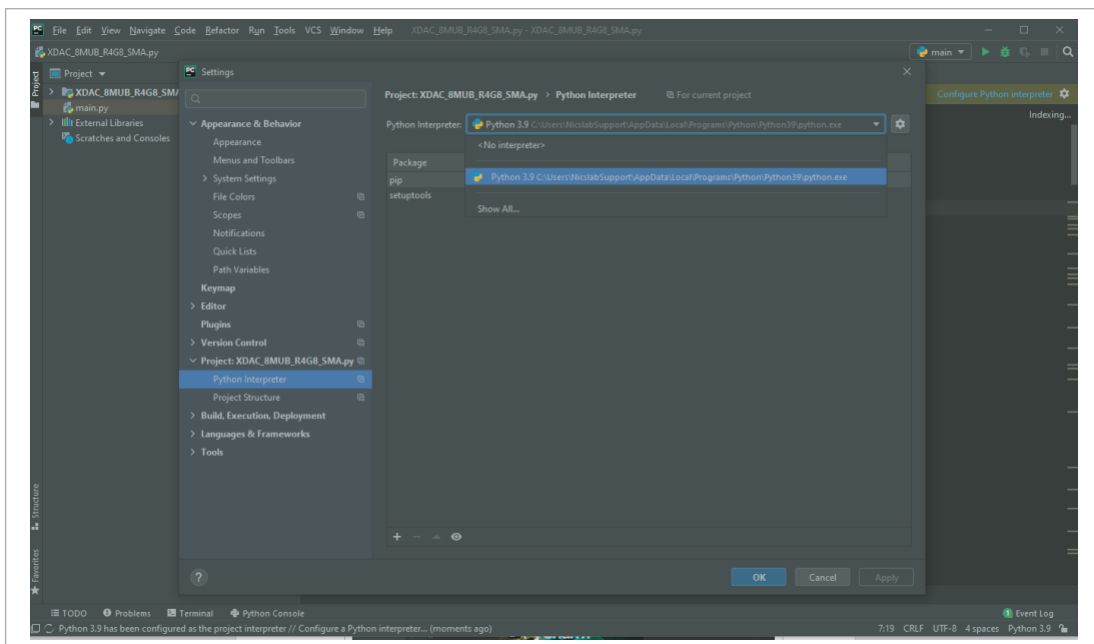 File Edit View Navigate Code Refactor Run Tools VCS Window Help XDAC_8MUB_R4G8_SMA.py - XDAC_8MUB_R4G8_SMA.py
XDAC_8MUB_R4G8_SMA.py
main
Project
Project
XDAC_8MUB_R4G8_SMA
main.py
External Libraries
Scratches and Consoles
Configure Python interpreter
Indexing...
Settings
Appearance & Behavior
Appearance
Menus and Toolbars
System Settings
File Colors
Scopes
Notifications
Quick Lists
Path Variables
Keymap
Editor
Plugins
Version Control
Project: XDAC_8MUB_R4G8_SMA.py
Python Interpreter
Project Structure
Build, Execution, Deployment
Languages & Frameworks
Tools
Project: XDAC_8MUB_R4G8_SMA.py > Python Interpreter For current project
Python Interpreter: Python 3.9 C:\Users\NicslabSupport\AppData\Local\Programs\Python\Python39\python.exe
<No interpreter>
Python 3.9 C:\Users\NicslabSupport\AppData\Local\Programs\Python\Python39\python.exe
Show All...
Package
pip
setuptools
?
OK Cancel Apply
Structure
Favorites
TODO Problems Terminal Python Console 1 Event Log
Python 3.9 has been configured as the project interpreter // Configure a Python interpreter... (moments ago) 7:19 CRLF UTF-8 4 spaces Python 3.9